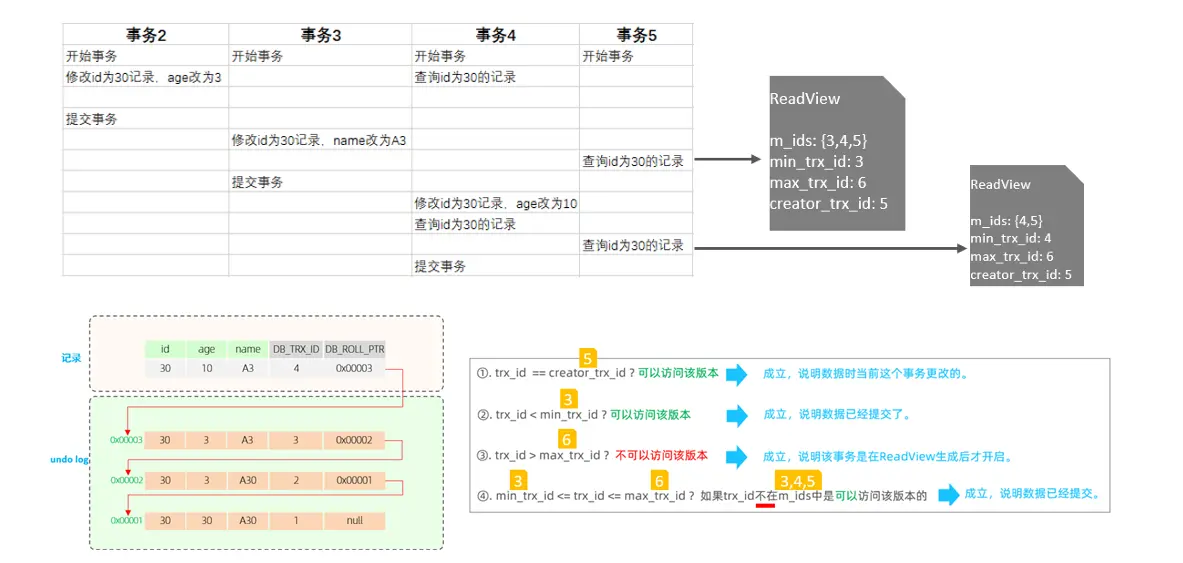 事务2 事务3 事务4 事务5
开始事务 开始事务 开始事务 开始事务
修改id为30记录、age改为3 查询id为30的记录
提交事务
修改id为30记录、name改为A3
查询id为30的记录
提交事务
修改id为30记录、age改为10
查询id为30的记录
查询id为30的记录
提交事务
ReadView
m_ids: {3,4,5}
min_trx_id: 3
max_trx_id: 6
creator_trx_id: 5
ReadView
m_ids: {4,5}
min_trx_id: 4
max_trx_id: 6
creator_trx_id: 5
记录
id age name DB_TRX_ID DB_ROLL_PTR
30 10 A3 4 0x00003
undo log
0x00003 30 3 A3 3 0x00002
0x00002 30 3 A30 2 0x00001
0x00001 30 30 A30 1 null
5
①. trx_id == creator_trx_id ? 可以访问该版本 成立，说明数据时当前这个事务更改的。
3
②. trx_id < min_trx_id ? 可以访问该版本 成立，说明数据已经提交了。
6
③. trx_id > max_trx_id ? 不可以访问该版本 成立，说明该事务是在ReadView生成后才开启。
3 6 3,4,5
④. min_trx_id <= trx_id <= max_trx_id ? 如果trx_id不在m_ids中是可以访问该版本的 成立，说明数据已经提交。